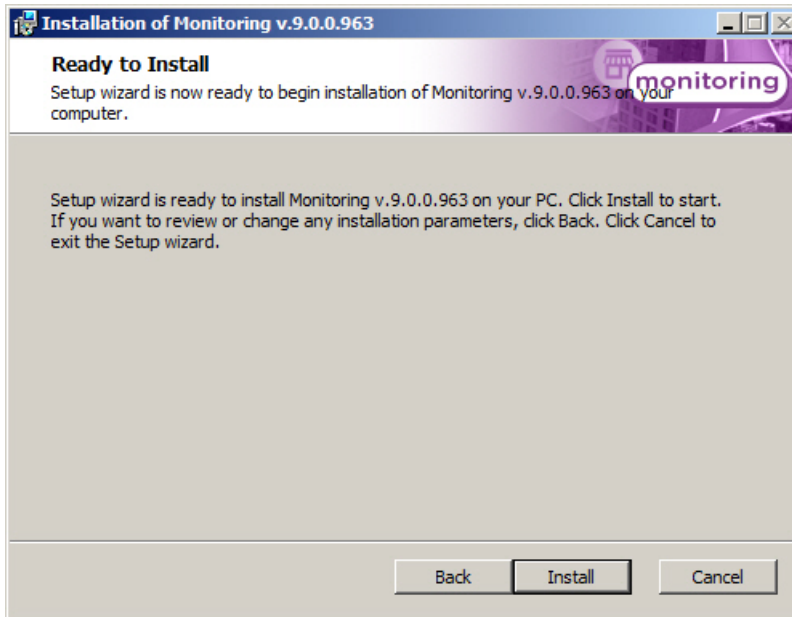 Installation of Monitoring v.9.0.0.963
Ready to Install
Setup wizard is now ready to begin installation of Monitoring v.9.0.0.963 on your
computer.
monitoring
Setup wizard is ready to install Monitoring v.9.0.0.963 on your PC. Click Install to start.
If you want to review or change any installation parameters, click Back. Click Cancel to
exit the Setup wizard.
Back
Install
Cancel